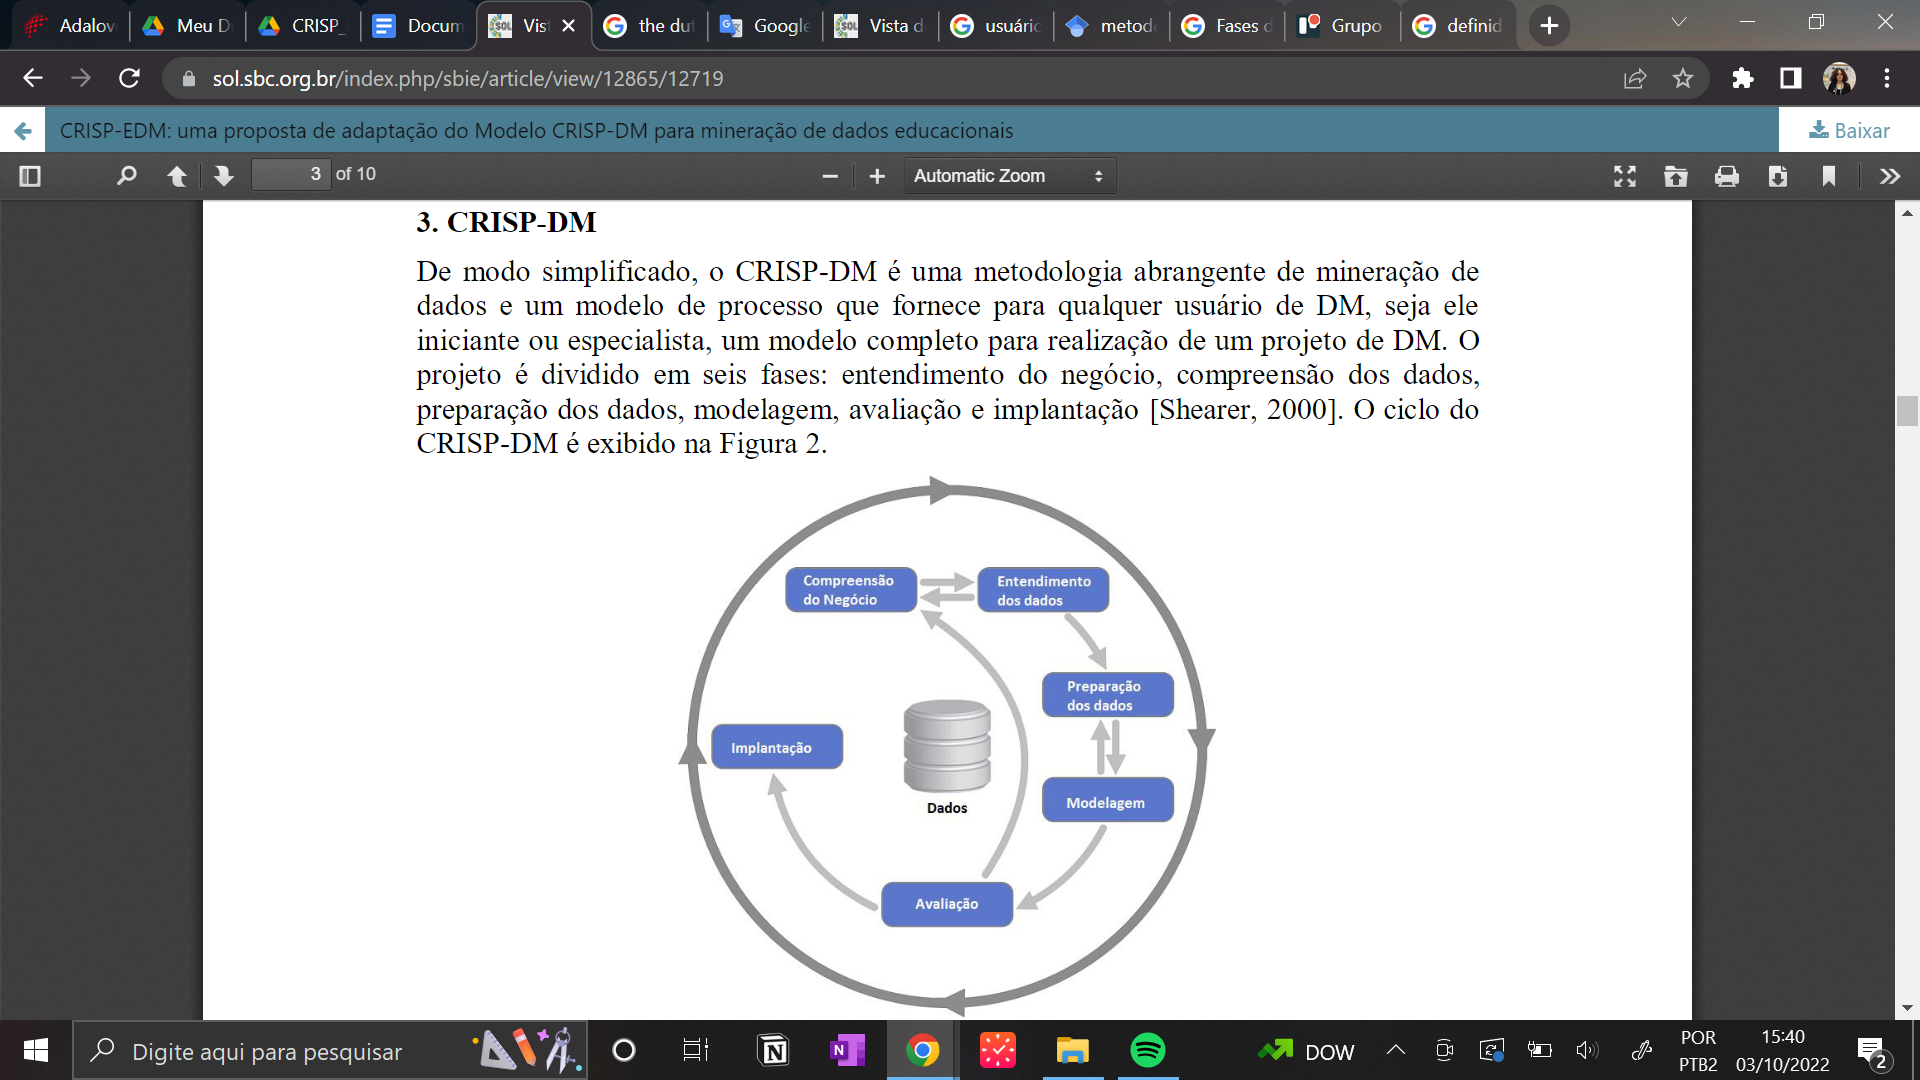 Adalov
Meu D
CRISP_
Docum
Vist
the dut
Google
Vista d
usuário
metod
Fases d
Grupo
definid
sol.sbc.org.br/index.php/sbie/article/view/12865/12719
CRISP-EDM: uma proposta de adaptação do Modelo CRISP-DM para mineração de dados educacionais
Baixar
3 of 10
Automatic Zoom
3. CRISP-DM
De modo simplificado, o CRISP-DM é uma metodologia abrangente de mineração de
dados e um modelo de processo que fornece para qualquer usuário de DM, seja ele
iniciante ou especialista, um modelo completo para realização de um projeto de DM. O
projeto é dividido em seis fases: entendimento do negócio, compreensão dos dados,
preparação dos dados, modelagem, avaliação e implantação [Shearer, 2000]. O ciclo do
CRISP-DM é exibido na Figura 2.
Compreensão
do Negócio
Entendimento
dos dados
Preparação
dos dados
Implantação
Dados
Modelagem
Avaliação
Digite aqui para pesquisar
DOW
POR
PTB2
15:40
03/10/2022
2